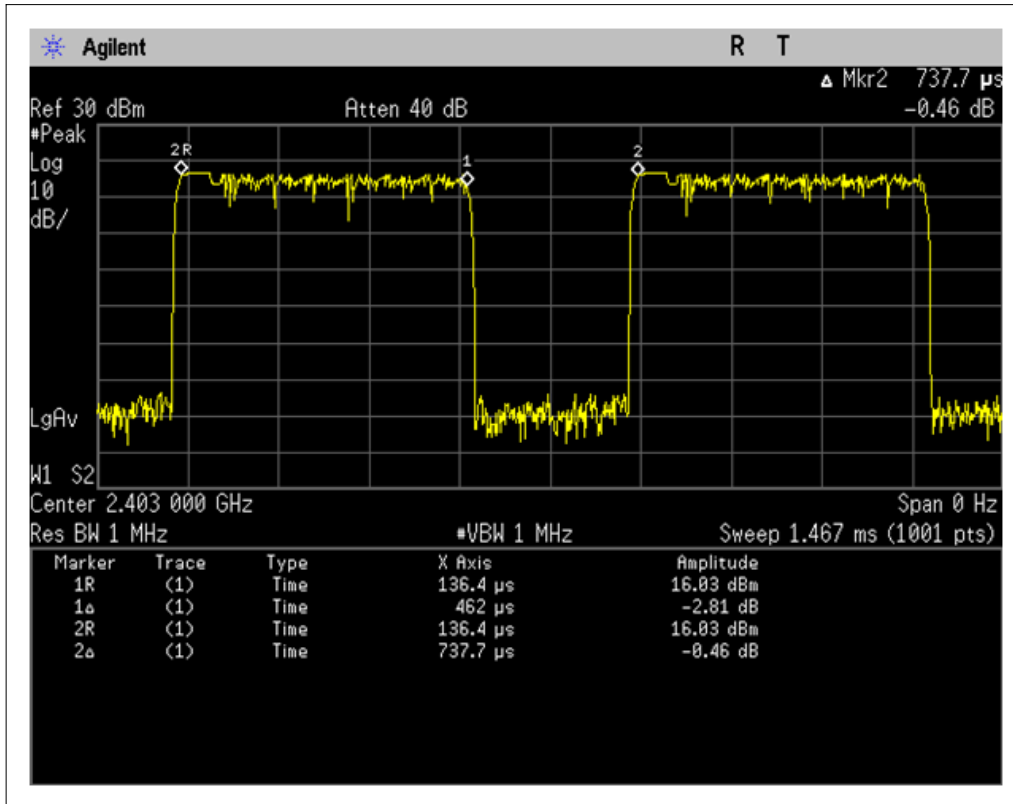 Agilent R T
Δ Mkr2 737.7 µs
Ref 30 dBm Atten 40 dB -0.46 dB
#Peak
Log
10
dB/
2R
1
2
LgAv
W1 S2
Center 2.403 000 GHz Span 0 Hz
Res BW 1 MHz #VBW 1 MHz Sweep 1.467 ms (1001 pts)
Marker Trace Type X Axis Amplitude
1R (1) Time 136.4 µs 16.03 dBm
1Δ (1) Time 462 µs -2.81 dB
2R (1) Time 136.4 µs 16.03 dBm
2Δ (1) Time 737.7 µs -0.46 dB